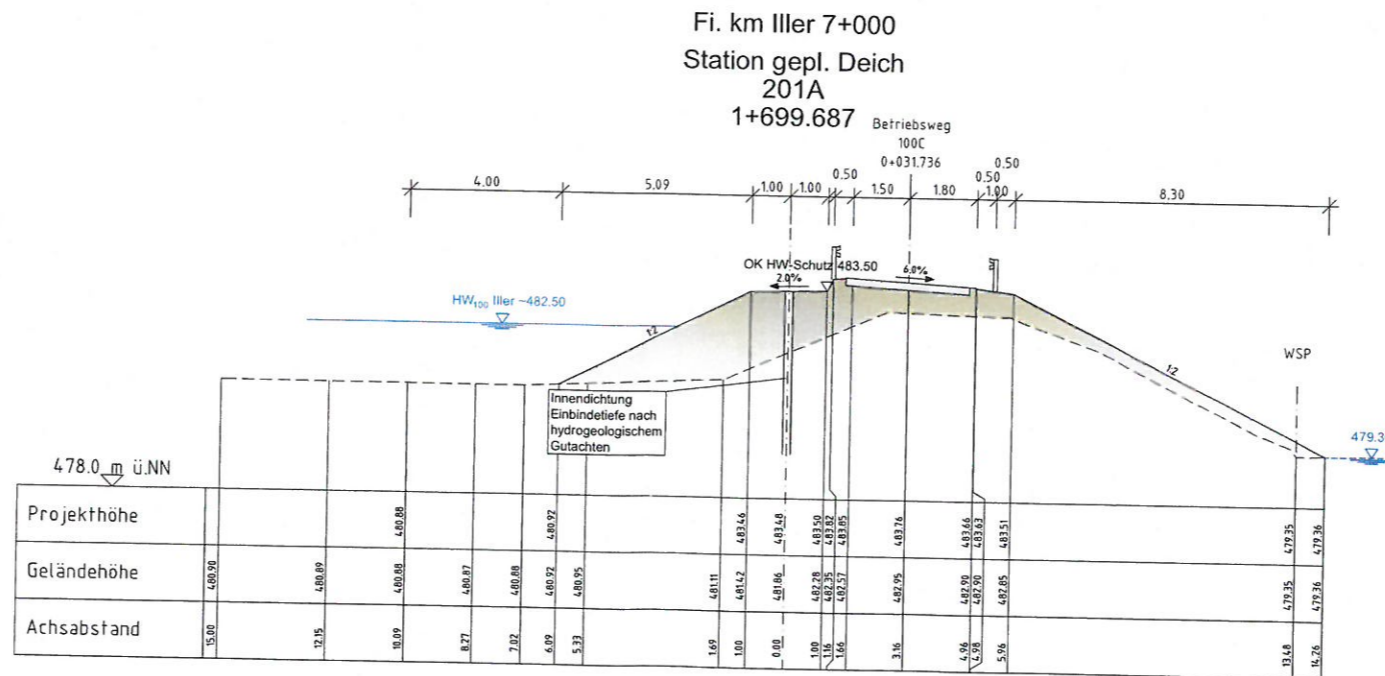 Fi. km Iller 7+000
Station gepl. Deich
201A
1+699.687
Betriebsweg
100C
0+031.736
4.00 5.09 1.00 1.00 0.50 1.50 1.80 0.50 0.50 1.00 8.30
OK HW-Schutz 483.50
2.0%
6.0%
HW100 Iller ~482.50
1:2
1:2
WSP
479.3
Innendichtung
Einbindetiefe nach
hydrogeologischem
Gutachten
478.0 m ü.NN
Projekthöhe 480.88 480.92 483.46 483.48 483.50 483.82 483.85 483.76 483.66 483.63 483.51 479.35 479.36
Geländehöhe 480.90 480.89 480.88 480.87 480.88 480.92 480.95 481.11 481.42 481.86 482.28 482.35 482.57 482.95 482.90 482.90 482.85 479.35 479.36
Achsabstand 15.00 12.15 10.09 8.27 7.02 6.09 5.33 1.69 1.00 0.00 1.00 1.16 1.66 3.16 4.96 4.98 5.96 13.48 14.26